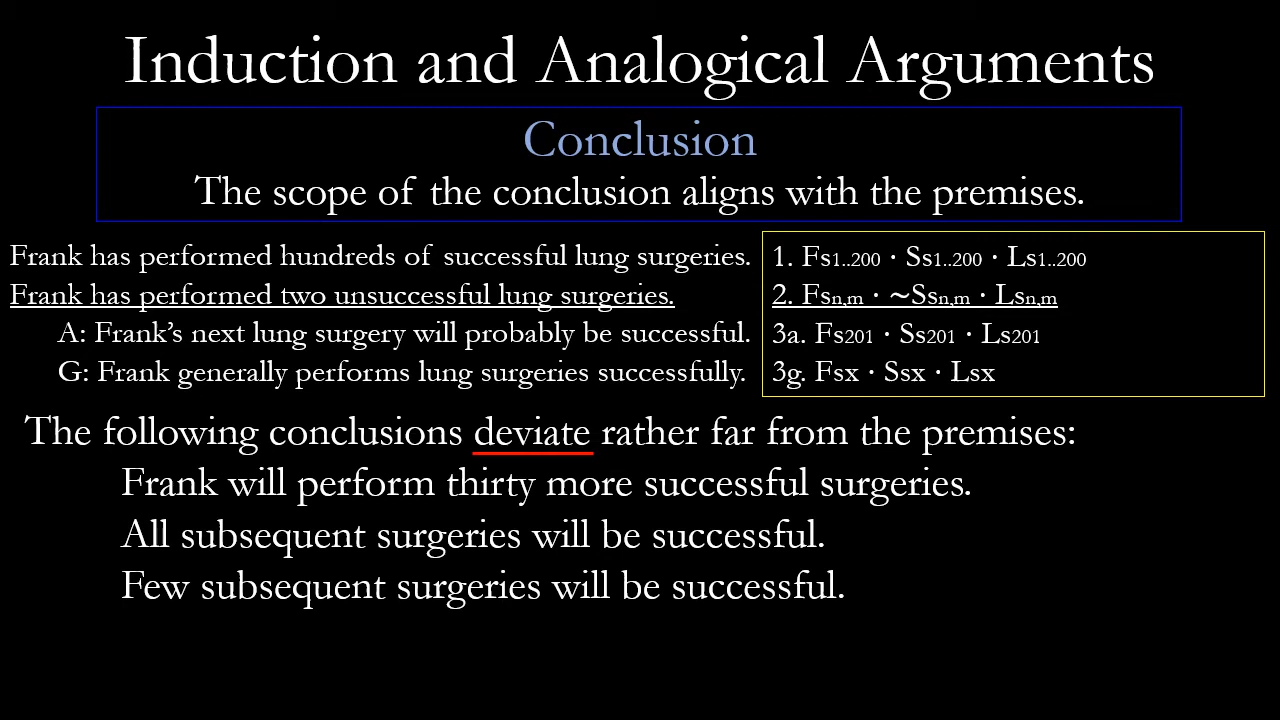 Induction and Analogical Arguments
Conclusion
The scope of the conclusion aligns with the premises.
Frank has performed hundreds of successful lung surgeries.
Frank has performed two unsuccessful lung surgeries.
A: Frank's next lung surgery will probably be successful.
G: Frank generally performs lung surgeries successfully.
1. Fs1..200 · Ss1..200 · Ls1..200
2. Fsn,m · ~Ssn,m · Lsn,m
3a. Fs201 · Ss201 · Ls201
3g. Fsx · Ssx · Lsx
The following conclusions deviate rather far from the premises:
Frank will perform thirty more successful surgeries.
All subsequent surgeries will be successful.
Few subsequent surgeries will be successful.